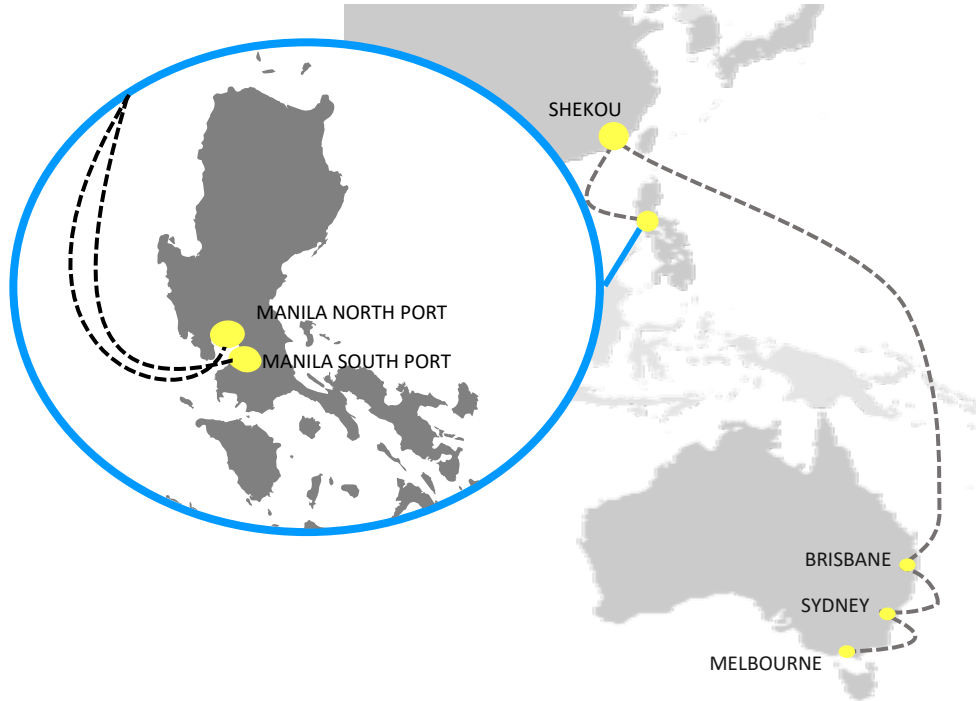 SHEKOU
MANILA NORTH PORT
MANILA SOUTH PORT
BRISBANE
SYDNEY
MELBOURNE